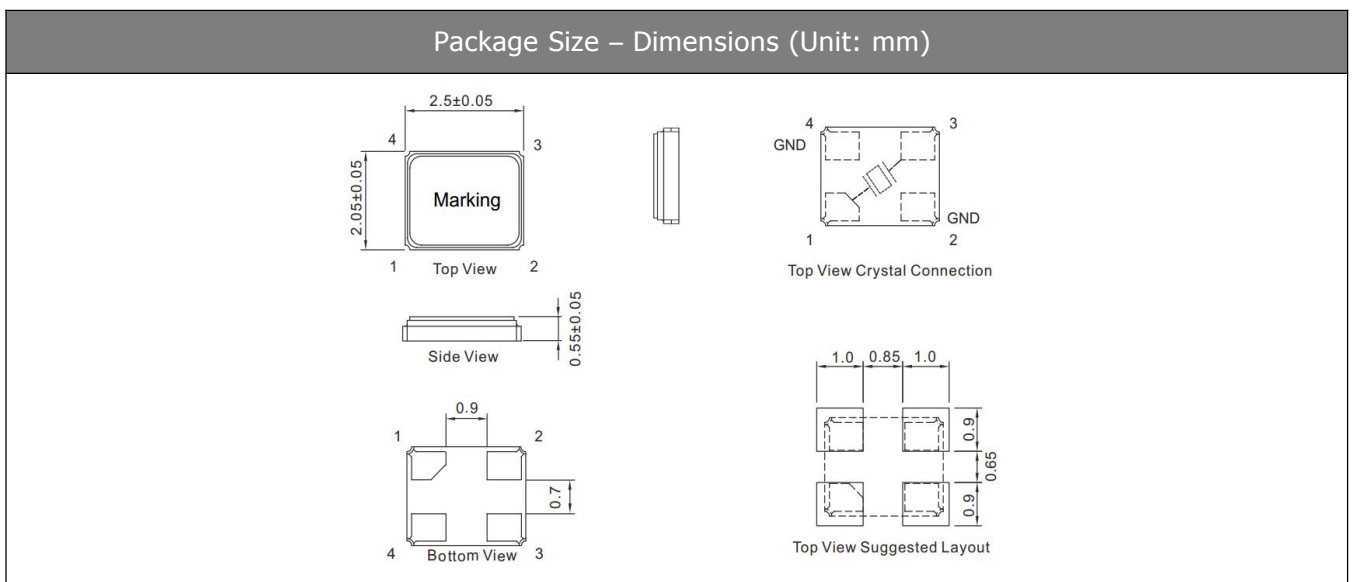 Package Size – Dimensions (Unit: mm)
2.5±0.05
4
3
2.05±0.05
Marking
1
Top View
2
4
3
GND
GND
1
2
Top View Crystal Connection
0.55±0.05
Side View
0.9
1
2
0.7
4
Bottom View
3
1.0 0.85 1.0
0.9
0.65
0.9
Top View Suggested Layout